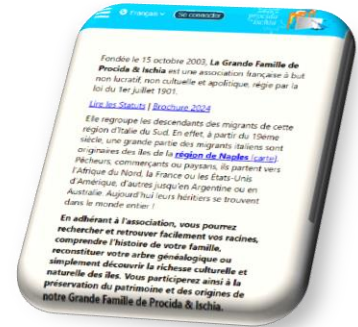 Français
Se connecter
procida
Fondée le 15 octobre 2003, La Grande Famille de
Procida & Ischia est une association française à but
non lucratif, non cultuelle et apolitique, régie par la
loi du 1er juillet 1901.
Lire les Statuts | Brochure 2024
Elle regroupe les descendants des migrants de cette
région d'Italie du Sud. En effet, à partir du 19ème
siècle, une grande partie des migrants italiens sont
originaires des îles de la région de Naples (carte).
Pêcheurs, commerçants ou paysans, ils partent vers
l'Afrique du Nord, la France ou les États-Unis
d'Amérique, d'autres jusqu'en Argentine ou en
Australie. Aujourd'hui leurs héritiers se trouvent
dans le monde entier !
En adhérant à l'association, vous pourrez
rechercher et retrouver facilement vos racines,
comprendre l'histoire de votre famille,
reconstituer votre arbre généalogique ou
simplement découvrir la richesse culturelle et
naturelle des îles. Vous participerez ainsi à la
préservation du patrimoine et des origines de
notre Grande Famille de Procida & Ischia.